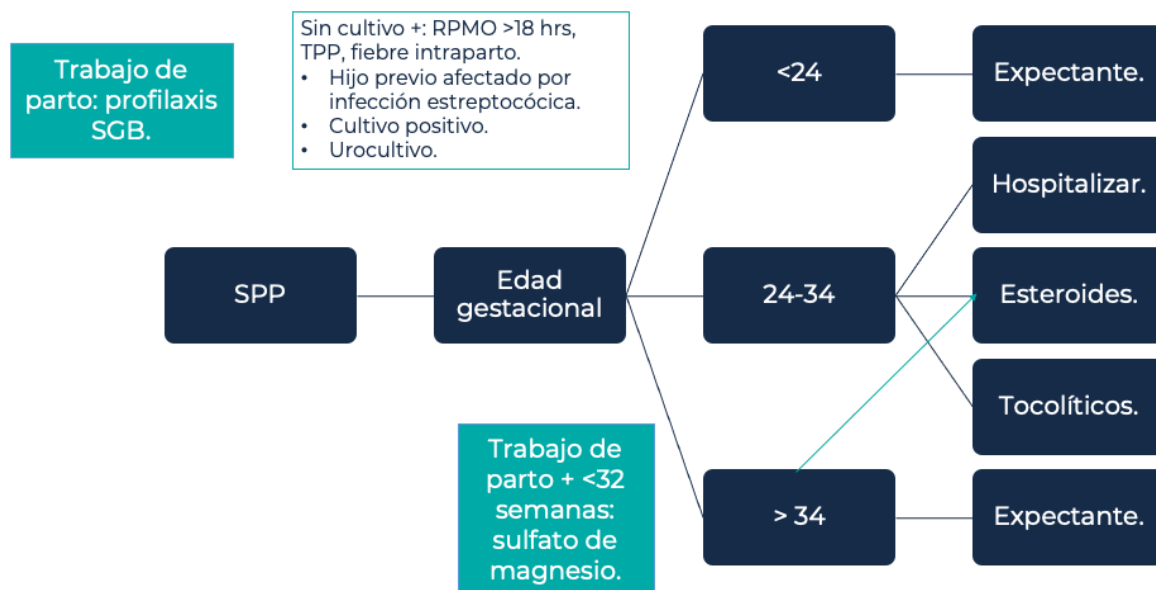 Trabajo de
parto: profilaxis
SGB.
Sin cultivo +: RPMO >18 hrs,
TPP, fiebre intraparto.
• Hijo previo afectado por
infección estreptocócica.
• Cultivo positivo.
• Urocultivo.
<24
Expectante.
Hospitalizar.
SPP
Edad
gestacional
24-34
Esteroides.
Tocolíticos.
Trabajo de
parto + <32
semanas:
sulfato de
magnesio.
> 34
Expectante.